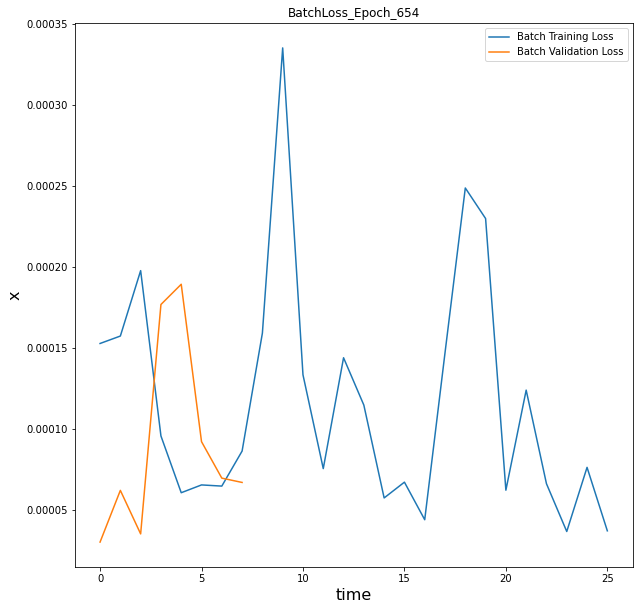 BatchLoss_Epoch_654
Batch Training Loss
Batch Validation Loss
0.00035
0.00030
0.00025
0.00020
0.00015
0.00010
0.00005
x
0 5 10 15 20 25
time